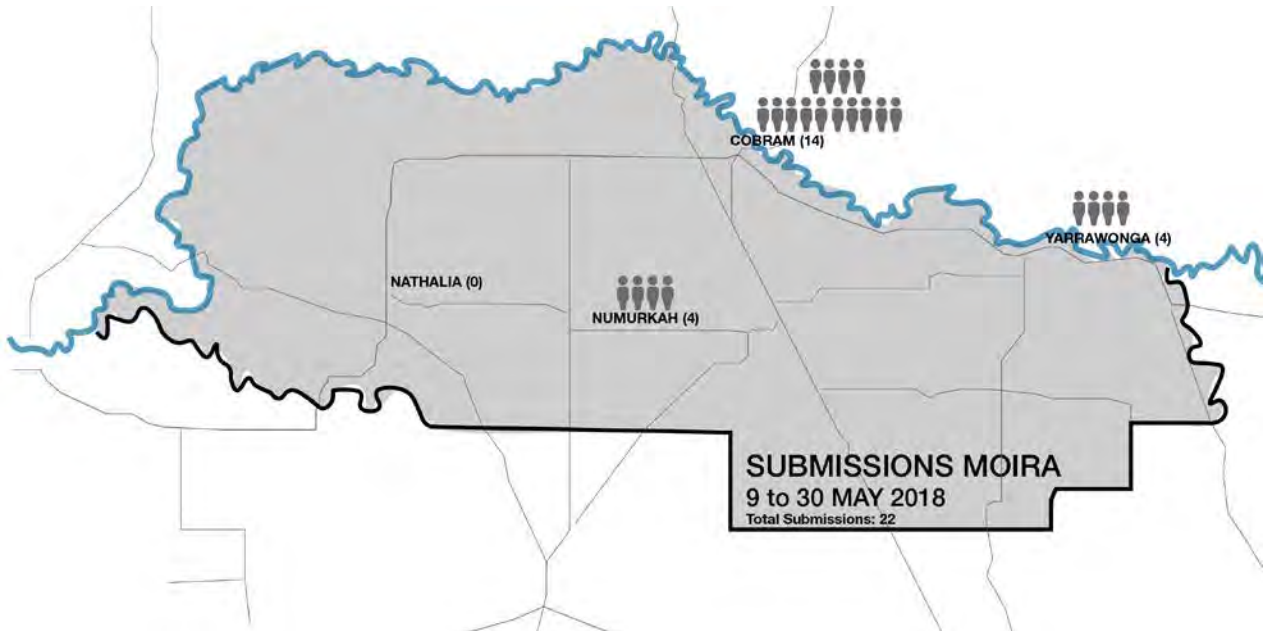 COBRAM (14)
YARRAWONGA (4)
NATHALIA (0)
NUMURKAH (4)
SUBMISSIONS MOIRA
9 to 30 MAY 2018
Total Submissions: 22